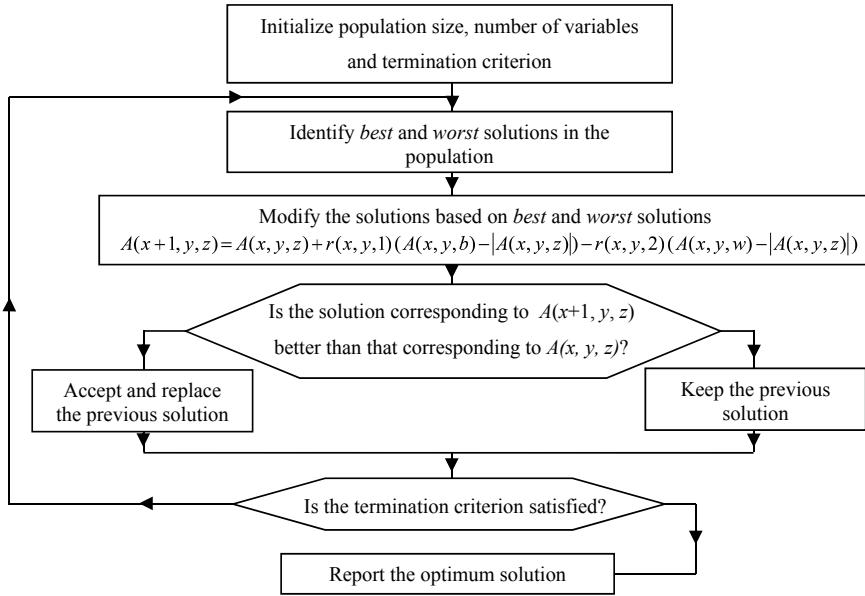 Initialize population size, number of variables
and termination criterion
Identify best and worst solutions in the
population
Modify the solutions based on best and worst solutions
A(x+1, y, z) = A(x, y, z) + r(x, y,1) (A(x, y, b) − |A(x, y, z)|) − r(x, y,2) (A(x, y, w) − |A(x, y, z)|)
Is the solution corresponding to A(x+1, y, z)
better than that corresponding to A(x, y, z)?
Accept and replace
the previous solution
Keep the previous
solution
Is the termination criterion satisfied?
Report the optimum solution